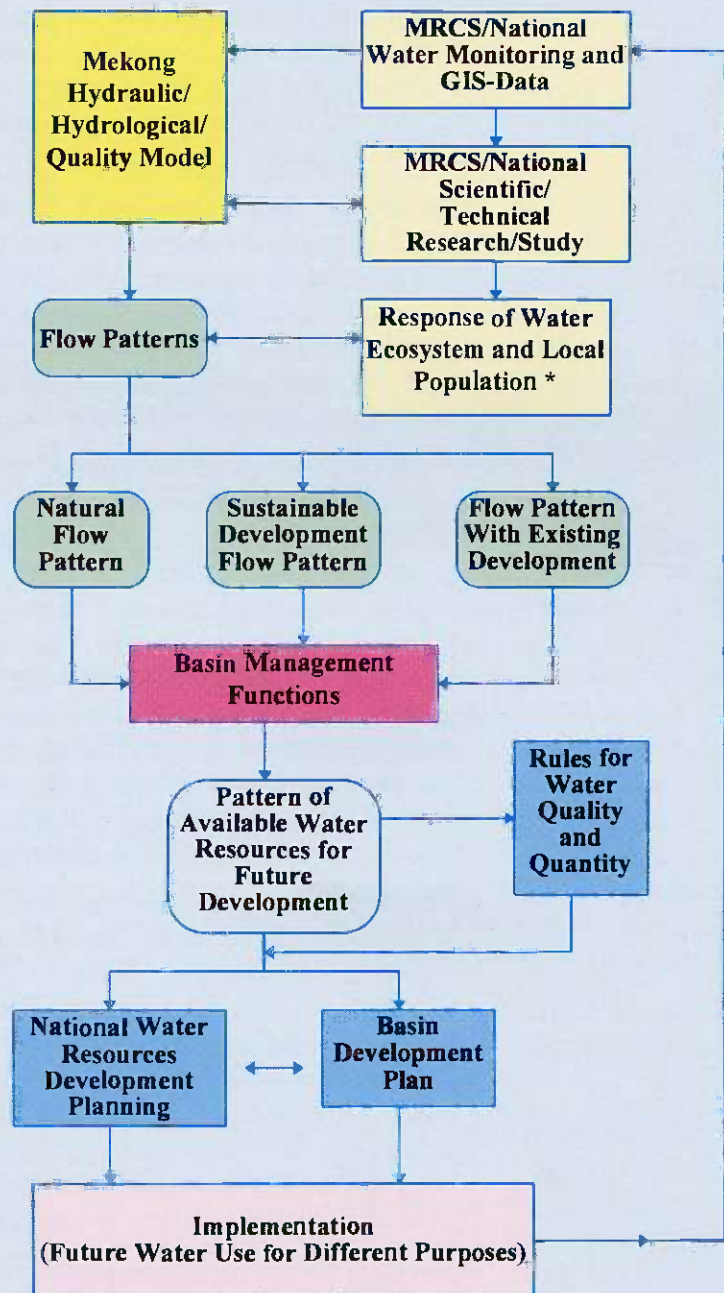 Mekong
Hydraulic/
Hydrological/
Quality Model
MRCS/National
Water Monitoring and
GIS-Data
MRCS/National
Scientific/
Technical
Research/Study
Flow Patterns
Response of Water
Ecosystem and Local
Population *
Natural
Flow
Pattern
Sustainable
Development
Flow Pattern
Flow Pattern
With Existing
Development
Basin Management
Functions
Pattern of
Available Water
Resources for
Future
Development
Rules for
Water
Quality
and
Quantity
National Water
Resources
Development
Planning
Basin
Development
Plan
Implementation
(Future Water Use for Different Purposes)